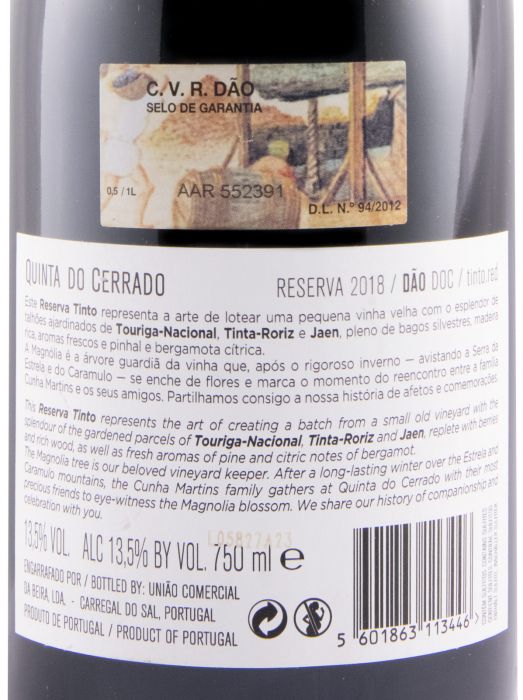 C. V. R. DÃO
SELO DE GARANTIA
0,5 / 1L
AAR 552391
D.L. N.º 94/2012
QUINTA DO CERRADO
RESERVA 2018 / DÃO DOC / tinto.red
Este Reserva Tinto representa a arte de lotear uma pequena vinha velha com o esplendor de
talhões ajardinados de Touriga-Nacional, Tinta-Roriz e Jaen, pleno de bagos silvestres, madeira
rica, aromas frescos e pinhal e bergamota cítrica.
A Magnólia é a árvore guardiã da vinha que, após o rigoroso inverno — avistando a Serra da
Estrela e do Caramulo — se enche de flores e marca o momento do reencontro entre a família
Cunha Martins e os seus amigos. Partilhamos consigo a nossa história de afetos e comemorações.
This Reserva Tinto represents the art of creating a batch from a small old vineyard with the
splendour of the gardened parcels of Touriga-Nacional, Tinta-Roriz and Jaen, replete with berries
and rich wood, as well as fresh aromas of pine and citric notes of bergamot.
The Magnolia tree is our beloved vineyard keeper. After a long-lasting winter over the Estrela and
Caramulo mountains, the Cunha Martins family gathers at Quinta do Cerrado with their most
precious friends to eye-witness the Magnolia blossom. We share our history of companionship and
celebration with you.
L05827A23
13,5% VOL. ALC 13,5% BY VOL. 750 ml e
ENGARRAFADO POR / BOTTLED BY: UNIÃO COMERCIAL
DA BEIRA, LDA. - CARREGAL DO SAL, PORTUGAL
PRODUTO DE PORTUGAL / PRODUCT OF PORTUGAL
5 601863 113446